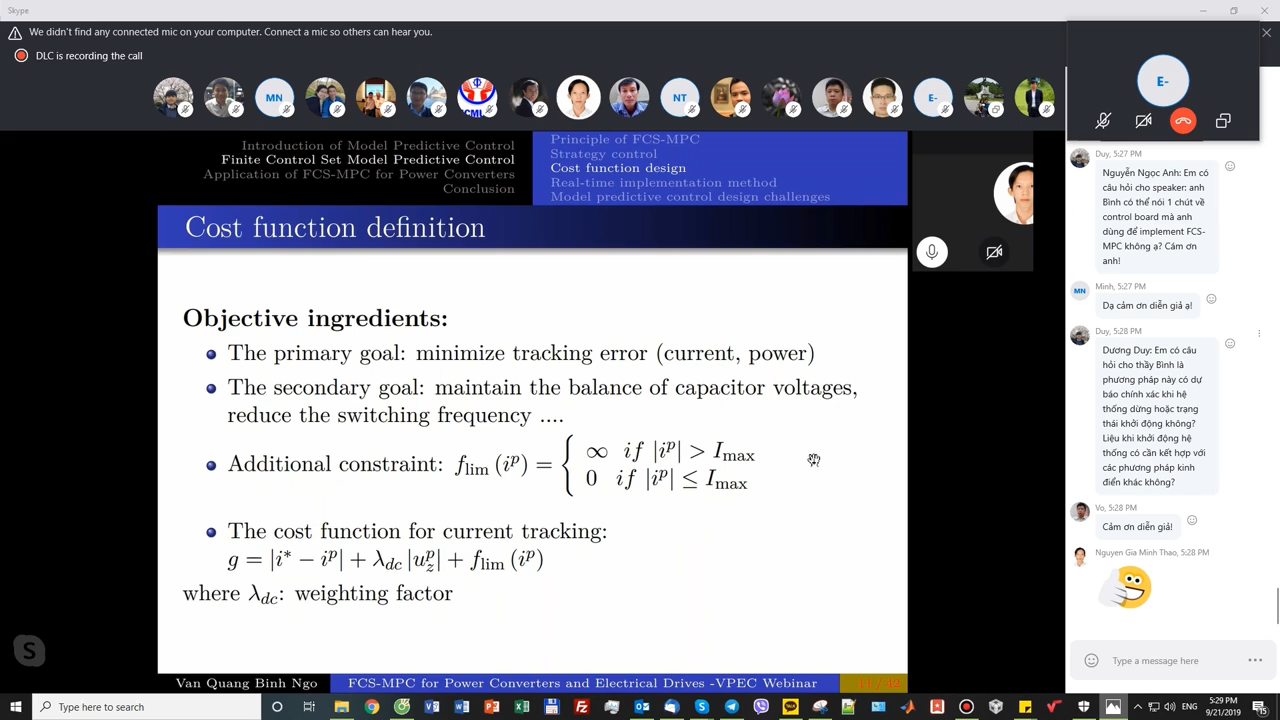 Skype
We didn't find any connected mic on your computer. Connect a mic so others can hear you.
DLC is recording the call
MN
NT
E-
E-
Introduction of Model Predictive Control
Finite Control Set Model Predictive Control
Application of FCS-MPC for Power Converters
Conclusion
Principle of FCS-MPC
Strategy control
Cost function design
Real-time implementation method
Model predictive control design challenges
Cost function definition
Objective ingredients:
The primary goal: minimize tracking error (current, power)
The secondary goal: maintain the balance of capacitor voltages,
reduce the switching frequency ....
Additional constraint: f_lim (i^p) = { ∞ if |i^p| > I_max
0 if |i^p| ≤ I_max
The cost function for current tracking:
g = |i* − i^p| + λ_dc |u_z^p| + f_lim (i^p)
where λ_dc: weighting factor
Van Quang Binh Ngo
FCS-MPC for Power Converters and Electrical Drives -VPEC Webinar
Duy, 5:27 PM
Nguyễn Ngọc Anh: Em có
câu hỏi cho speaker: anh
Bình có thể nói 1 chút về
control board mà anh
dùng để implement FCS-
MPC không ạ? Cám ơn
anh!
Minh, 5:27 PM
MN
Dạ cảm ơn diễn giả ạ!
Duy, 5:28 PM
Dương Duy: Em có câu
hỏi cho thầy Bình là
phương pháp này có dự
báo chính xác khi hệ
thống dừng hoặc trạng
thái khởi động không?
Liệu khi khởi động hệ
thống có cần kết hợp với
các phương pháp kinh
điển khác không?
Vo, 5:28 PM
Cảm ơn diễn giả!
Nguyen Gia Minh Thao, 5:28 PM
Type a message here
S
Type here to search
ENG
5:29 PM
9/21/2019